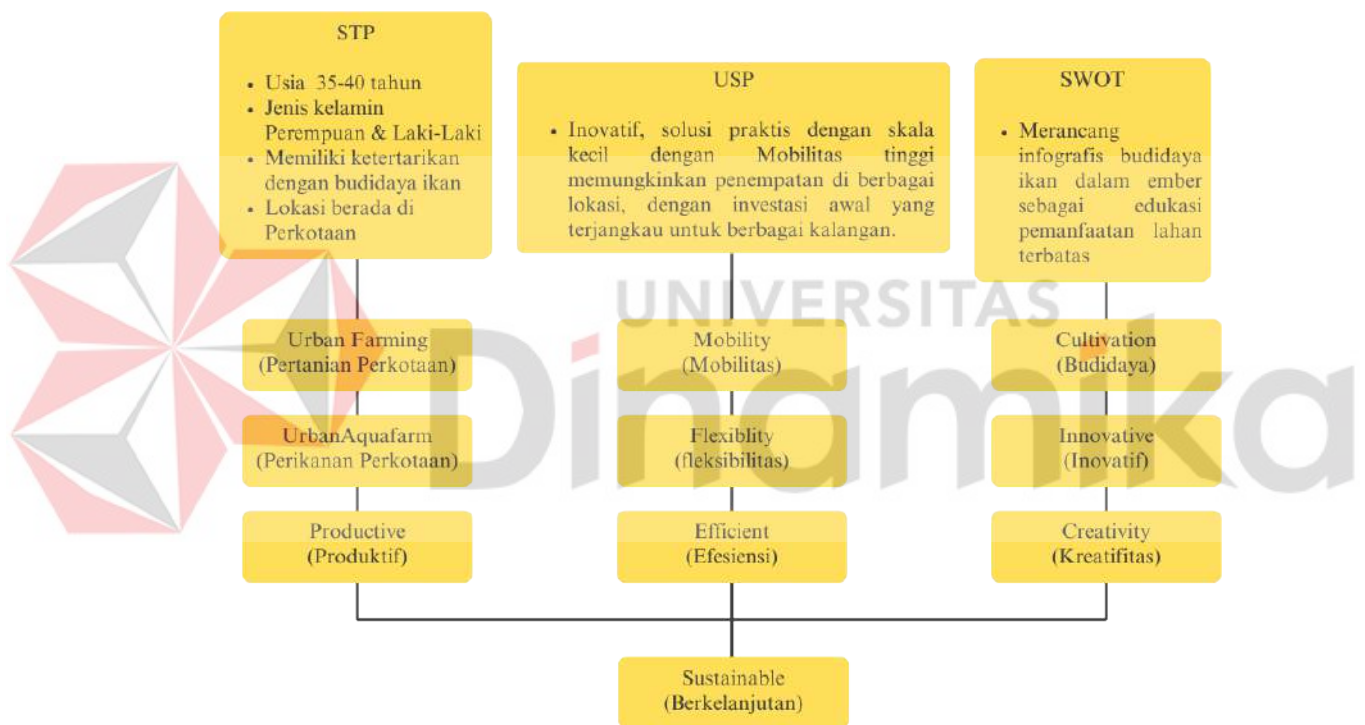 STP
• Usia 35-40 tahun
• Jenis kelamin
Perempuan & Laki-Laki
• Memiliki ketertarikan
dengan budidaya ikan
• Lokasi berada di
Perkotaan
USP
• Inovatif, solusi praktis dengan skala
kecil dengan Mobilitas tinggi
memungkinkan penempatan di berbagai
lokasi, dengan investasi awal yang
terjangkau untuk berbagai kalangan.
SWOT
• Merancang
infografis budidaya
ikan dalam ember
sebagai edukasi
pemanfaatan lahan
terbatas
UNIVERSITAS
Dinamika
Urban Farming
(Pertanian Perkotaan)
Mobility
(Mobilitas)
Cultivation
(Budidaya)
UrbanAquafarm
(Perikanan Perkotaan)
Flexiblity
(fleksibilitas)
Innovative
(Inovatif)
Productive
(Produktif)
Efficient
(Efesiensi)
Creativity
(Kreatifitas)
Sustainable
(Berkelanjutan)